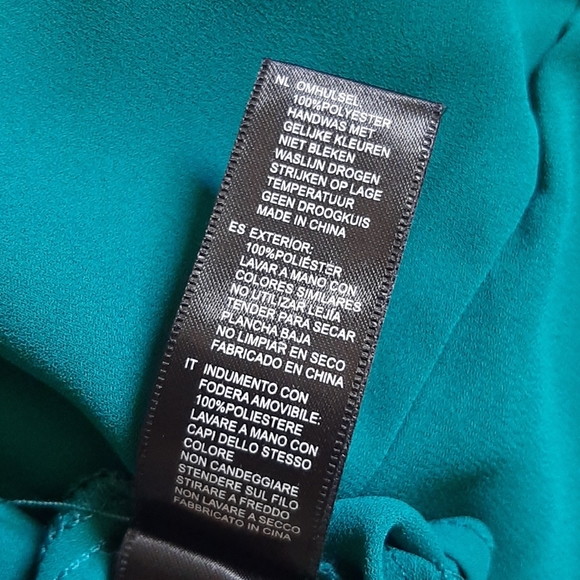 NL OMHULSEL
100%POLYESTER
HANDWAS MET
GELIJKE KLEUREN
NIET BLEKEN
WASLIJN DROGEN
STRIJKEN OP LAGE
TEMPERATUUR
GEEN DROOGKUIS
MADE IN CHINA
ES EXTERIOR:
100%POLIÉSTER
LAVAR A MANO CON
COLORES SIMILARES
NO UTILIZAR LEJÍA
TENDER PARA SECAR
PLANCHA BAJA
NO LIMPIAR EN SECO
FABRICADO EN CHINA
IT INDUMENTO CON
FODERA AMOVIBILE:
100%POLIESTERE
LAVARE A MANO CON
CAPI DELLO STESSO
COLORE
NON CANDEGGIARE
STENDERE SUL FILO
STIRARE A FREDDO
NON LAVARE A SECCO
FABBRICATO IN CINA